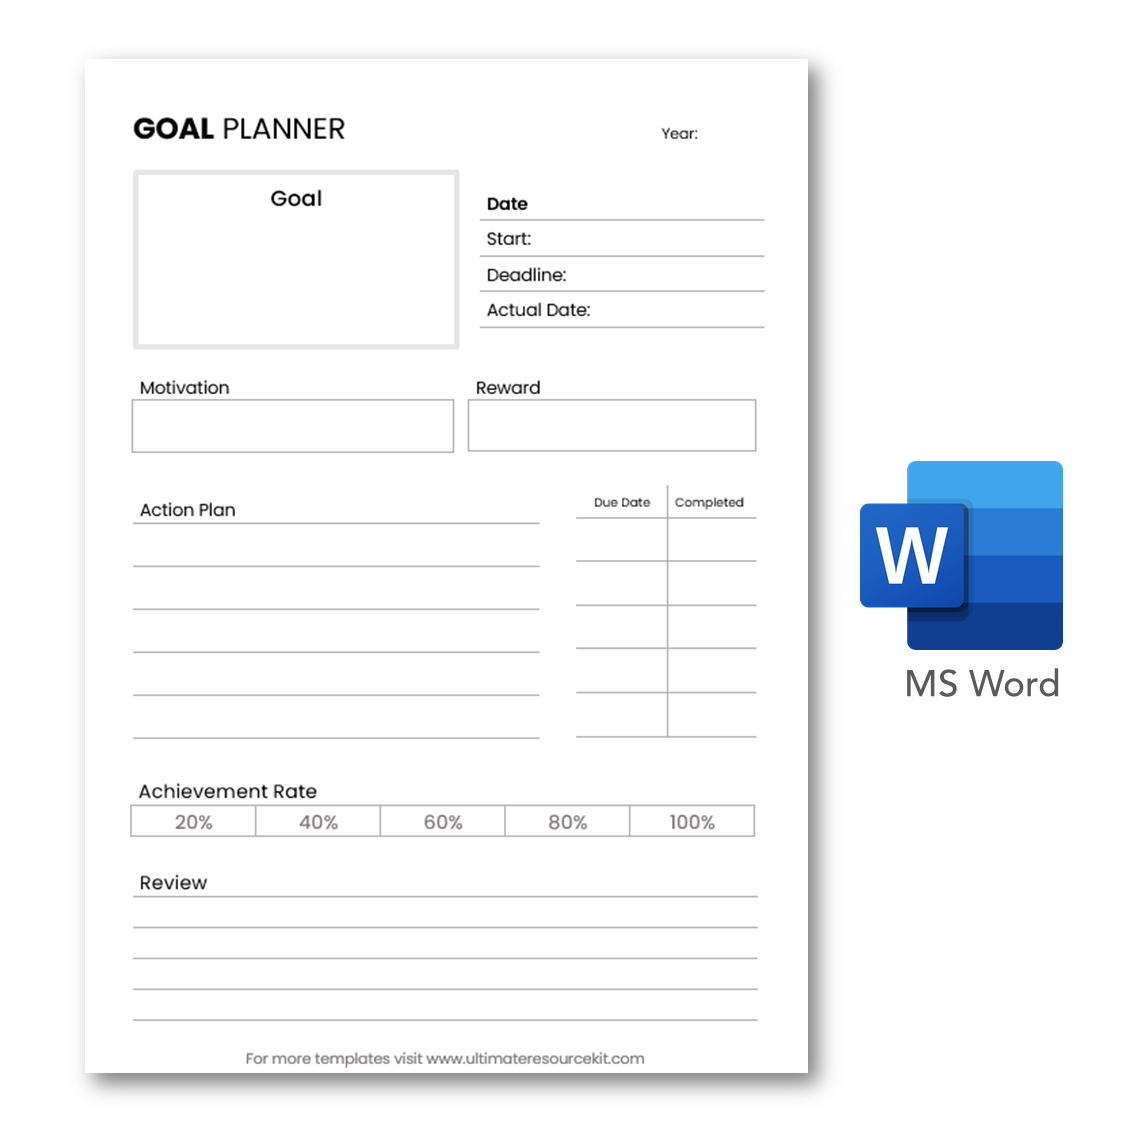 GOAL PLANNER
Year:
Goal
Date
Start:
Deadline:
Actual Date:
Motivation
Reward
Action Plan
Due Date
Completed
Achievement Rate
20% 40% 60% 80% 100%
Review
For more templates visit www.ultimateresourcekit.com
W
MS Word